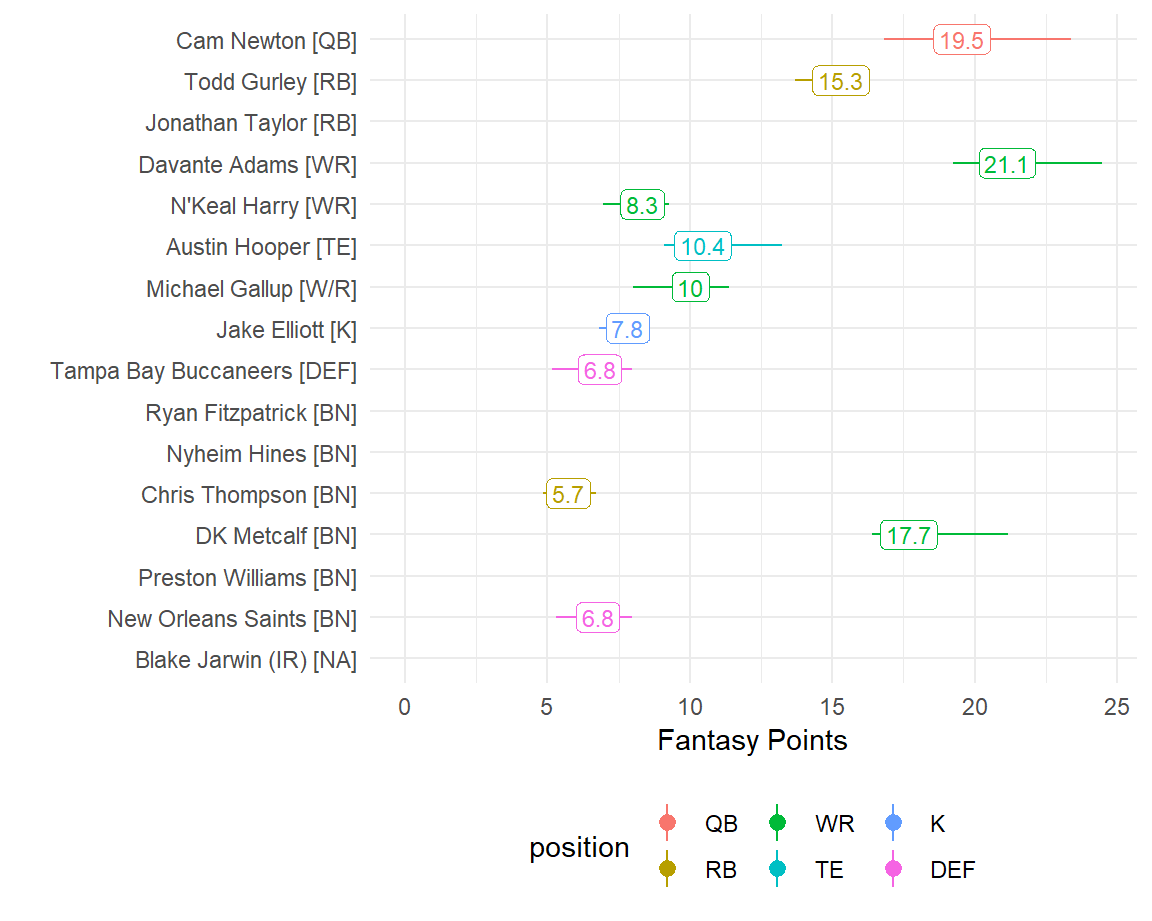 Cam Newton [QB] 19.5
Todd Gurley [RB] 15.3
Jonathan Taylor [RB]
Davante Adams [WR] 21.1
N'Keal Harry [WR] 8.3
Austin Hooper [TE] 10.4
Michael Gallup [W/R] 10
Jake Elliott [K] 7.8
Tampa Bay Buccaneers [DEF] 6.8
Ryan Fitzpatrick [BN]
Nyheim Hines [BN]
Chris Thompson [BN] 5.7
DK Metcalf [BN] 17.7
Preston Williams [BN]
New Orleans Saints [BN] 6.8
Blake Jarwin (IR) [NA]
0 5 10 15 20 25
Fantasy Points
position
QB WR K
RB TE DEF